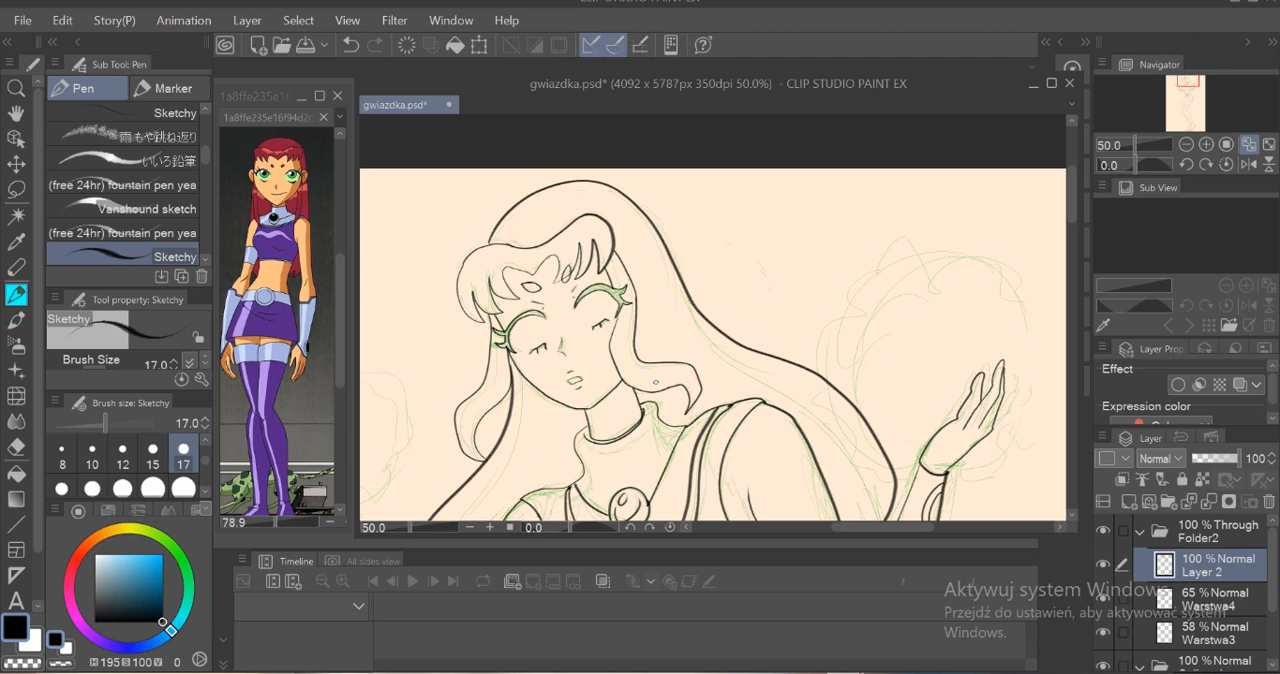 File Edit Story(P) Animation Layer Select View Filter Window Help
Sub Tool: Pen
Pen
Marker
Sketchy
雨もや跳ね返り
いいろ鉛筆
(free 24hr) fountain pen yea
Vanshound sketch
(free 24hr) fountain pen yea
Sketchy
Tool property: Sketchy
Sketchy
Brush Size 17.0
Brush size: Sketchy
17.0
8 10 12 15 17
H 195 S 100 V 0
1a8ffe235e16f
1a8ffe235e16f94d2
78.9
gwiazdka.psd* (4092 x 5787px 350dpi 50.0%) - CLIP STUDIO PAINT EX
gwiazdka.psd*
50.0 0.0
Timeline
All sides view
Navigator
50.0
0.0
Sub View
Layer Prop
Effect
Expression color
Layer
Normal 100
100 % Through
Folder2
100 % Normal
Layer 2
65 % Normal
Warstwa4
58 % Normal
Warstwa3
100 % Normal
Aktywuj system Windows
Przejdź do ustawień, aby aktywować system
Windows.